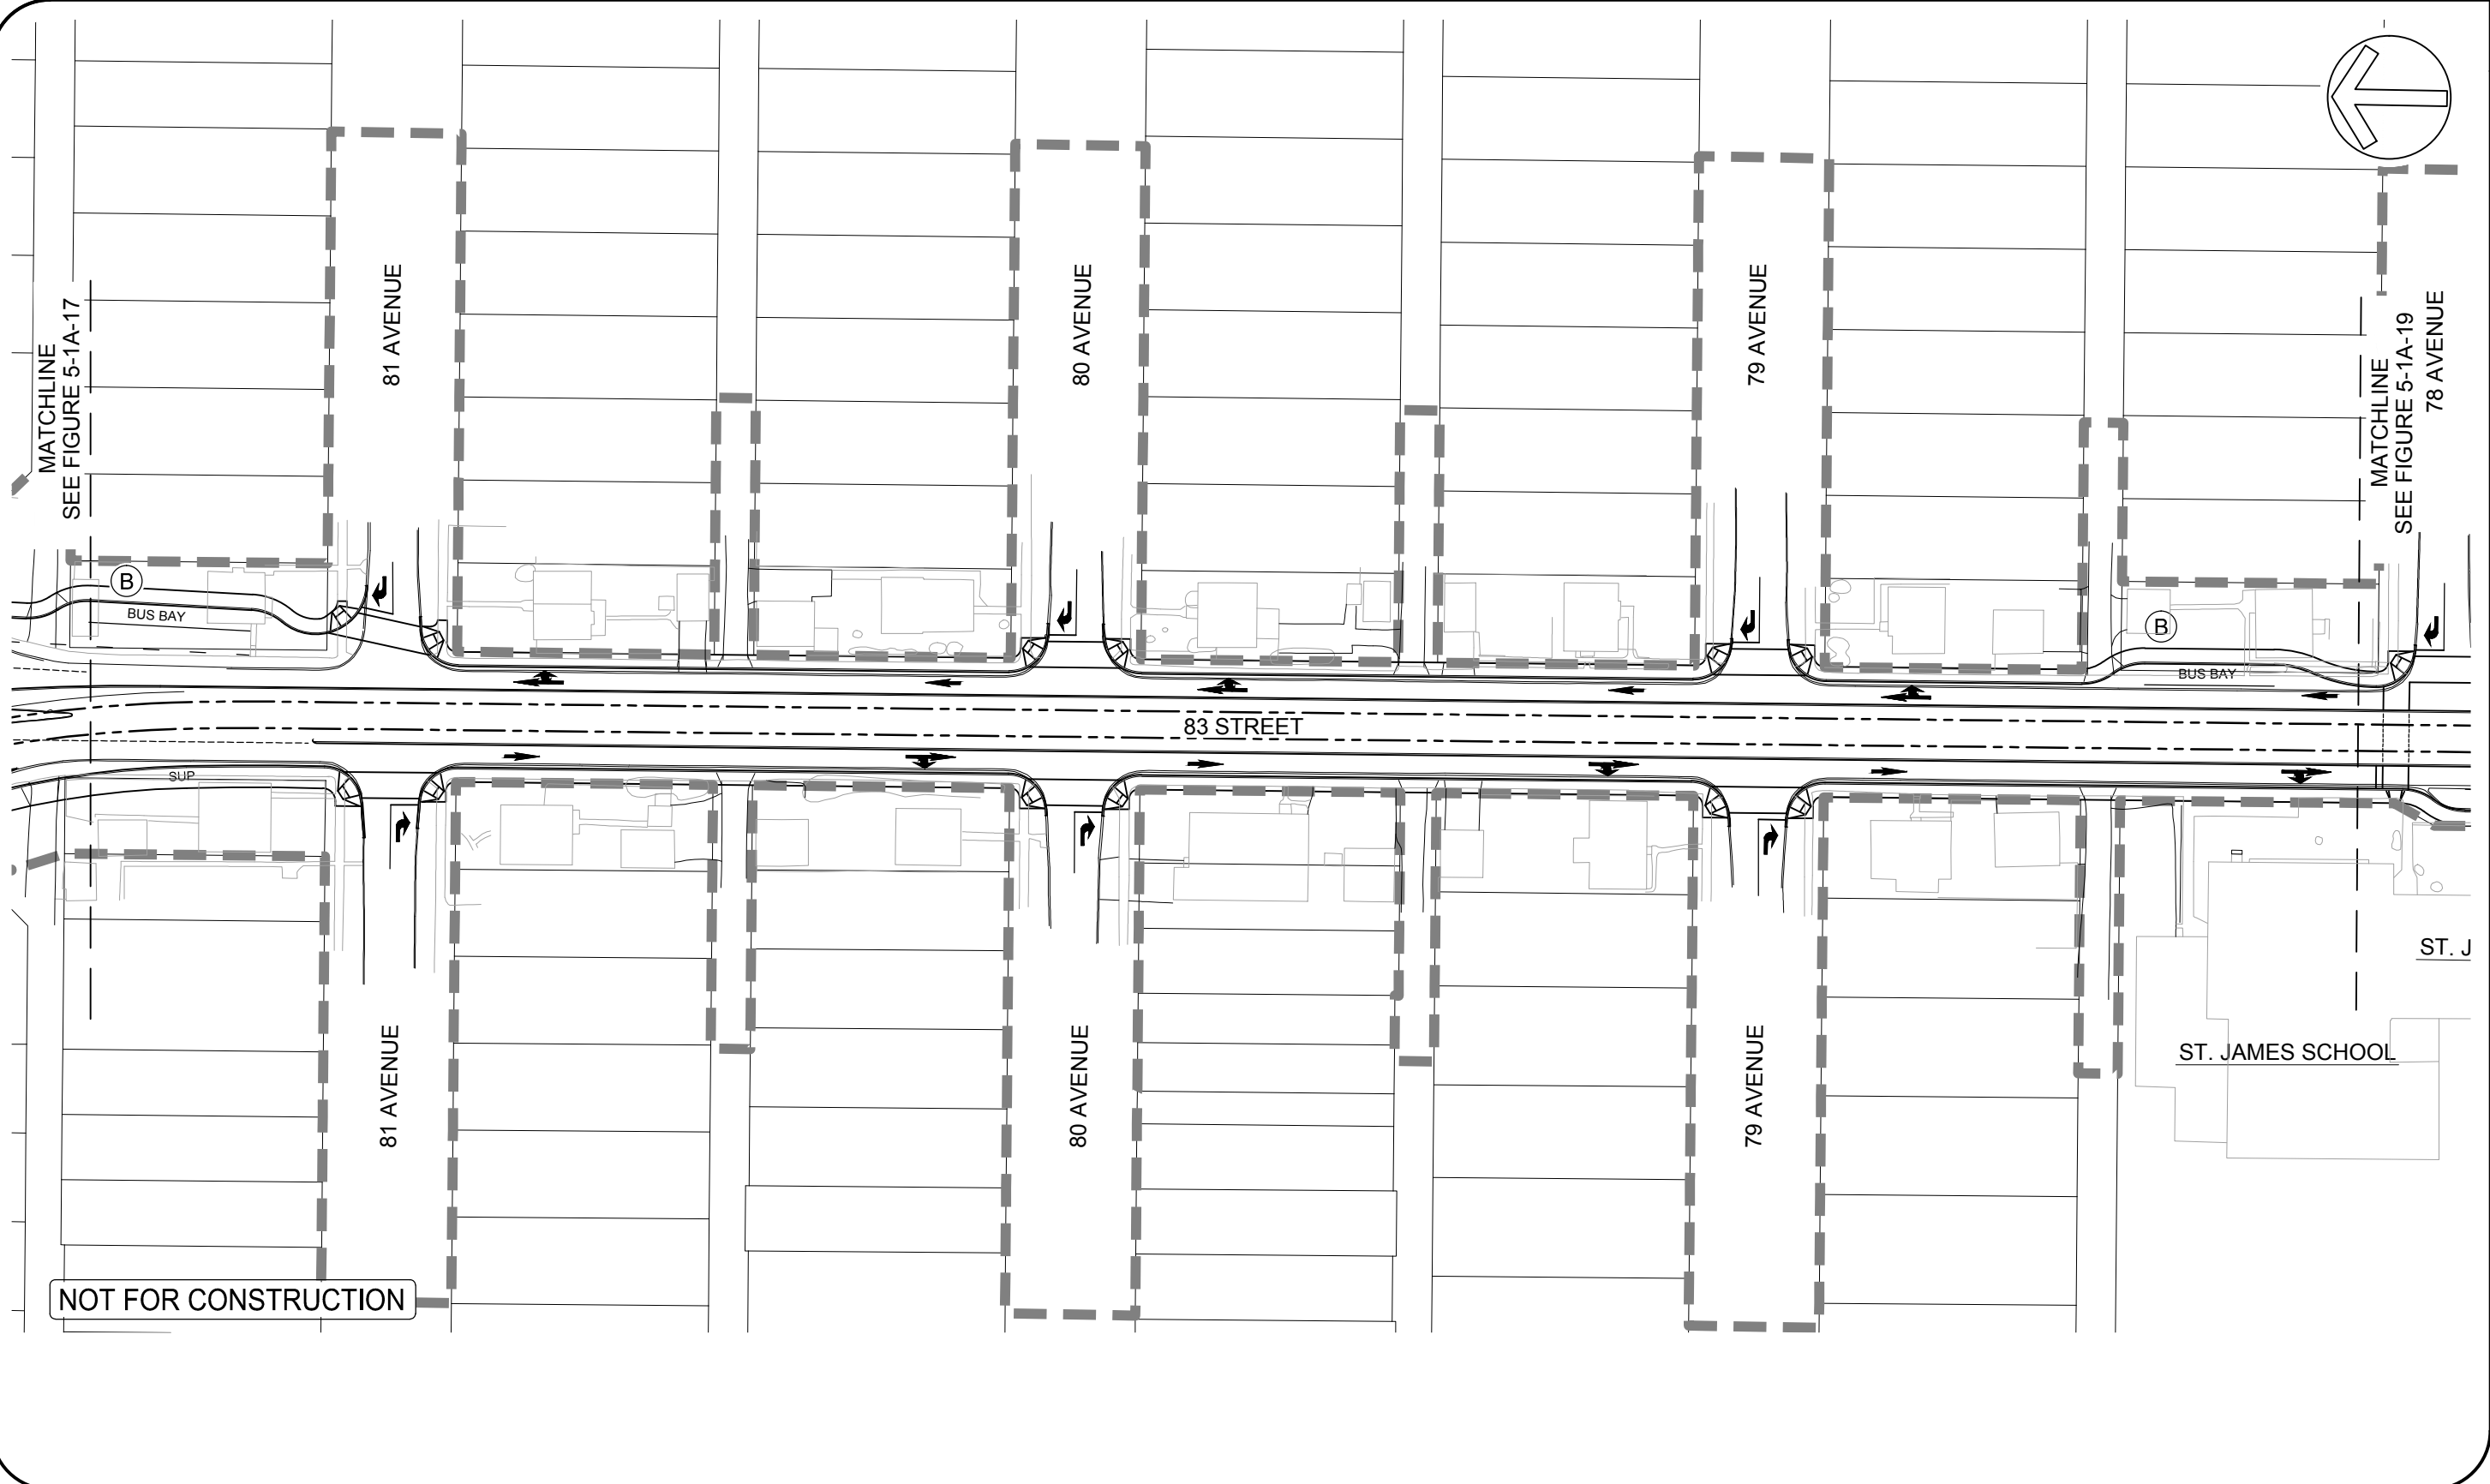 MATCHLINE
SEE FIGURE 5-1A-17
81 AVENUE
80 AVENUE
79 AVENUE
MATCHLINE
SEE FIGURE 5-1A-19
78 AVENUE
B
BUS BAY
B
BUS BAY
83 STREET
SUP
81 AVENUE
80 AVENUE
79 AVENUE
ST. J
ST. JAMES SCHOOL
NOT FOR CONSTRUCTION